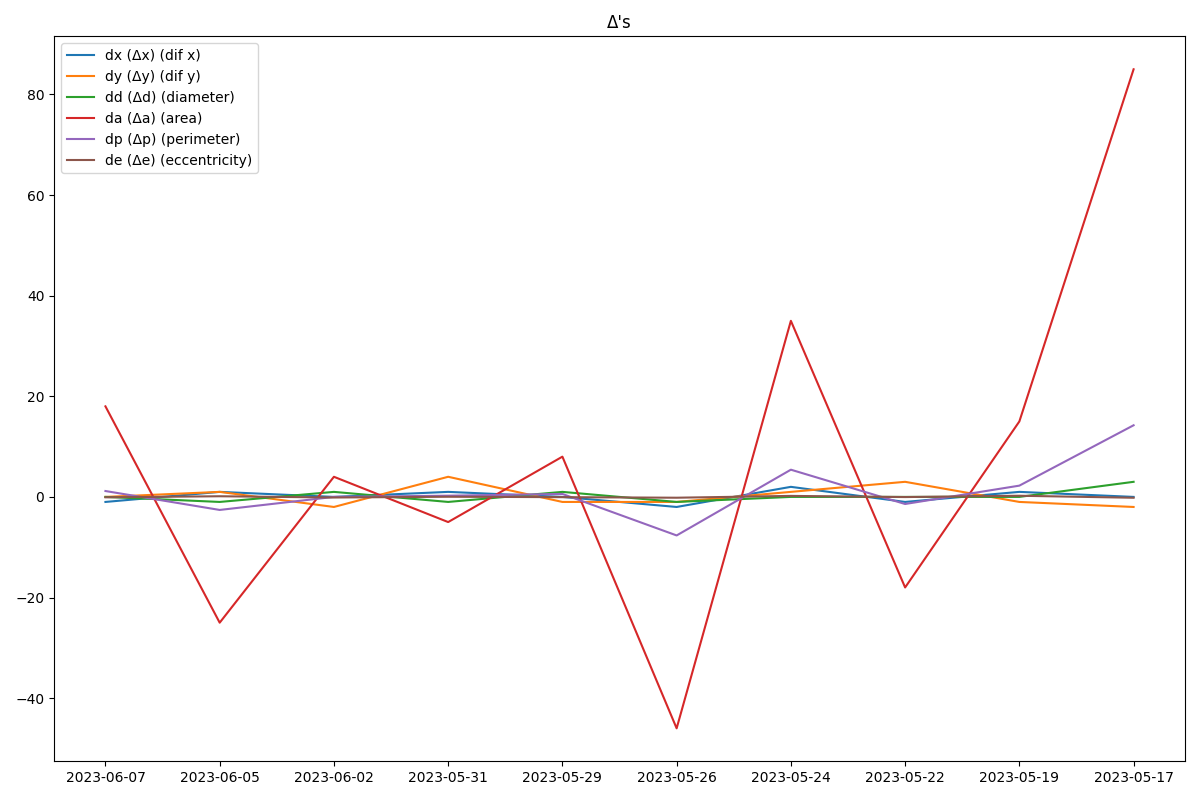 Δ's
dx (Δx) (dif x)
dy (Δy) (dif y)
dd (Δd) (diameter)
da (Δa) (area)
dp (Δp) (perimeter)
de (Δe) (eccentricity)
80
60
40
20
0
−20
−40
2023-06-07 2023-06-05 2023-06-02 2023-05-31 2023-05-29 2023-05-26 2023-05-24 2023-05-22 2023-05-19 2023-05-17